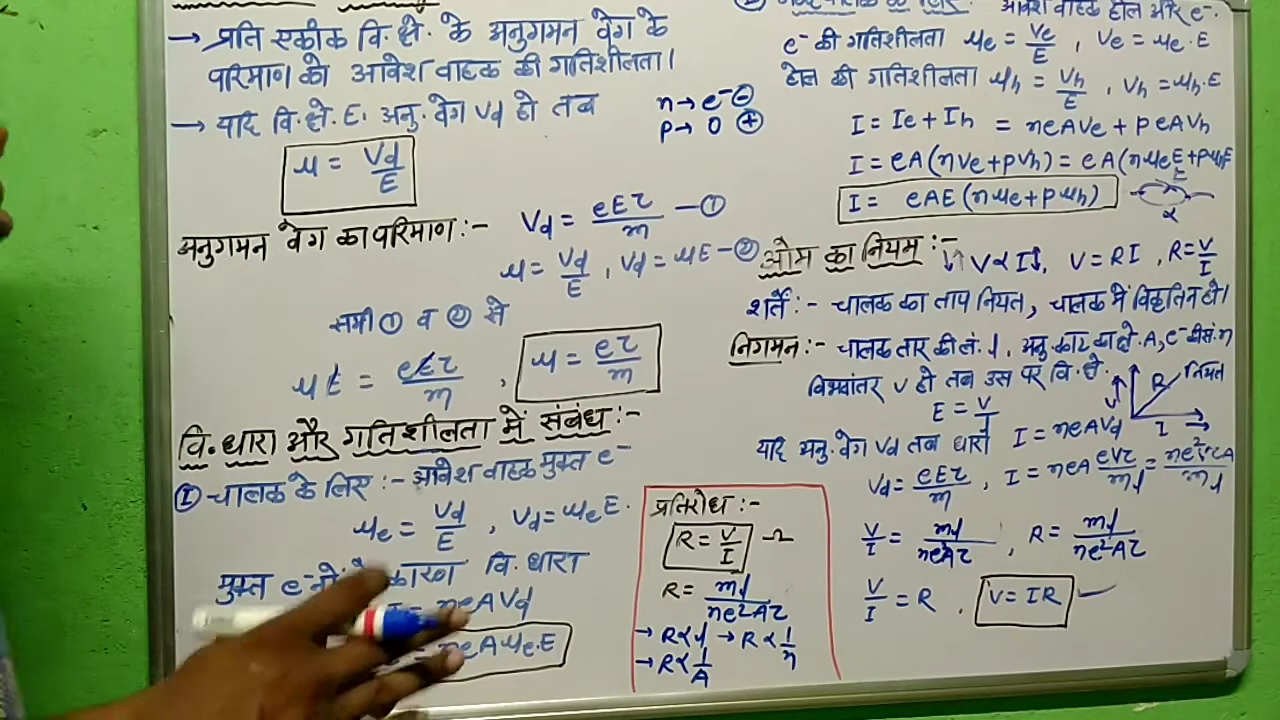 → प्रति एकांक वि. क्षे. के अनुगमन वेग के
परिमाण को आवेश वाहक की गतिशीलता।
→ यदि वि. क्षे. E. अनु. वेग Vd हो तब
n → e⁻ ⊖
p → O ⊕
μ = Vd/E
अनुगमन वेग का परिमाण :- Vd = eEτ/m —①
μ = Vd/E , Vd = μE —②
समी ① व ② से
μE = eEτ/m , μ = eτ/m
वि. धारा और गतिशीलता में संबंध :-
① चालक के लिए :- आवेश वाहक मुक्त e⁻
μe = Vd/E , Vd = μe E.
मुक्त e⁻ कारण वि. धारा
I = neAVd
neAμe.E
प्रतिरोध :-
R = V/I –Ω
R = ml/ne²Aτ
→ R∝l → R∝1/n
→ R∝1/A
आवेश वाहक होल और e⁻.
e⁻ की गतिशीलता μe = Ve/E , Ve = μe.E
होल की गतिशीलता μh = Vh/E , Vh = μh.E
I = Ie + Ih = neAVe + peAVh
I = eA(nVe+pVh) = eA(nμeE+pμhE
I = eAE(nμe+pμh)
ओम का नियम :- ↓↑ V∝I↓, V = RI , R = V/I
शर्तें :- चालक का ताप नियत, चालक में विकृति न हो।
निगमन :- चालक तार की लं. l, अनु काट का क्षे. A, e⁻ की सं. n
विभवांतर V हो तब उस पर वि. क्षे.
E = V/l
V R नियत
I →
यदि अनु. वेग Vd तब धारा I = neAVd
Vd = eEτ/m , I = neA eVτ/ml = ne²VτA/ml
V/I = ml/ne²Aτ , R = ml/ne²Aτ
V/I = R , V = IR